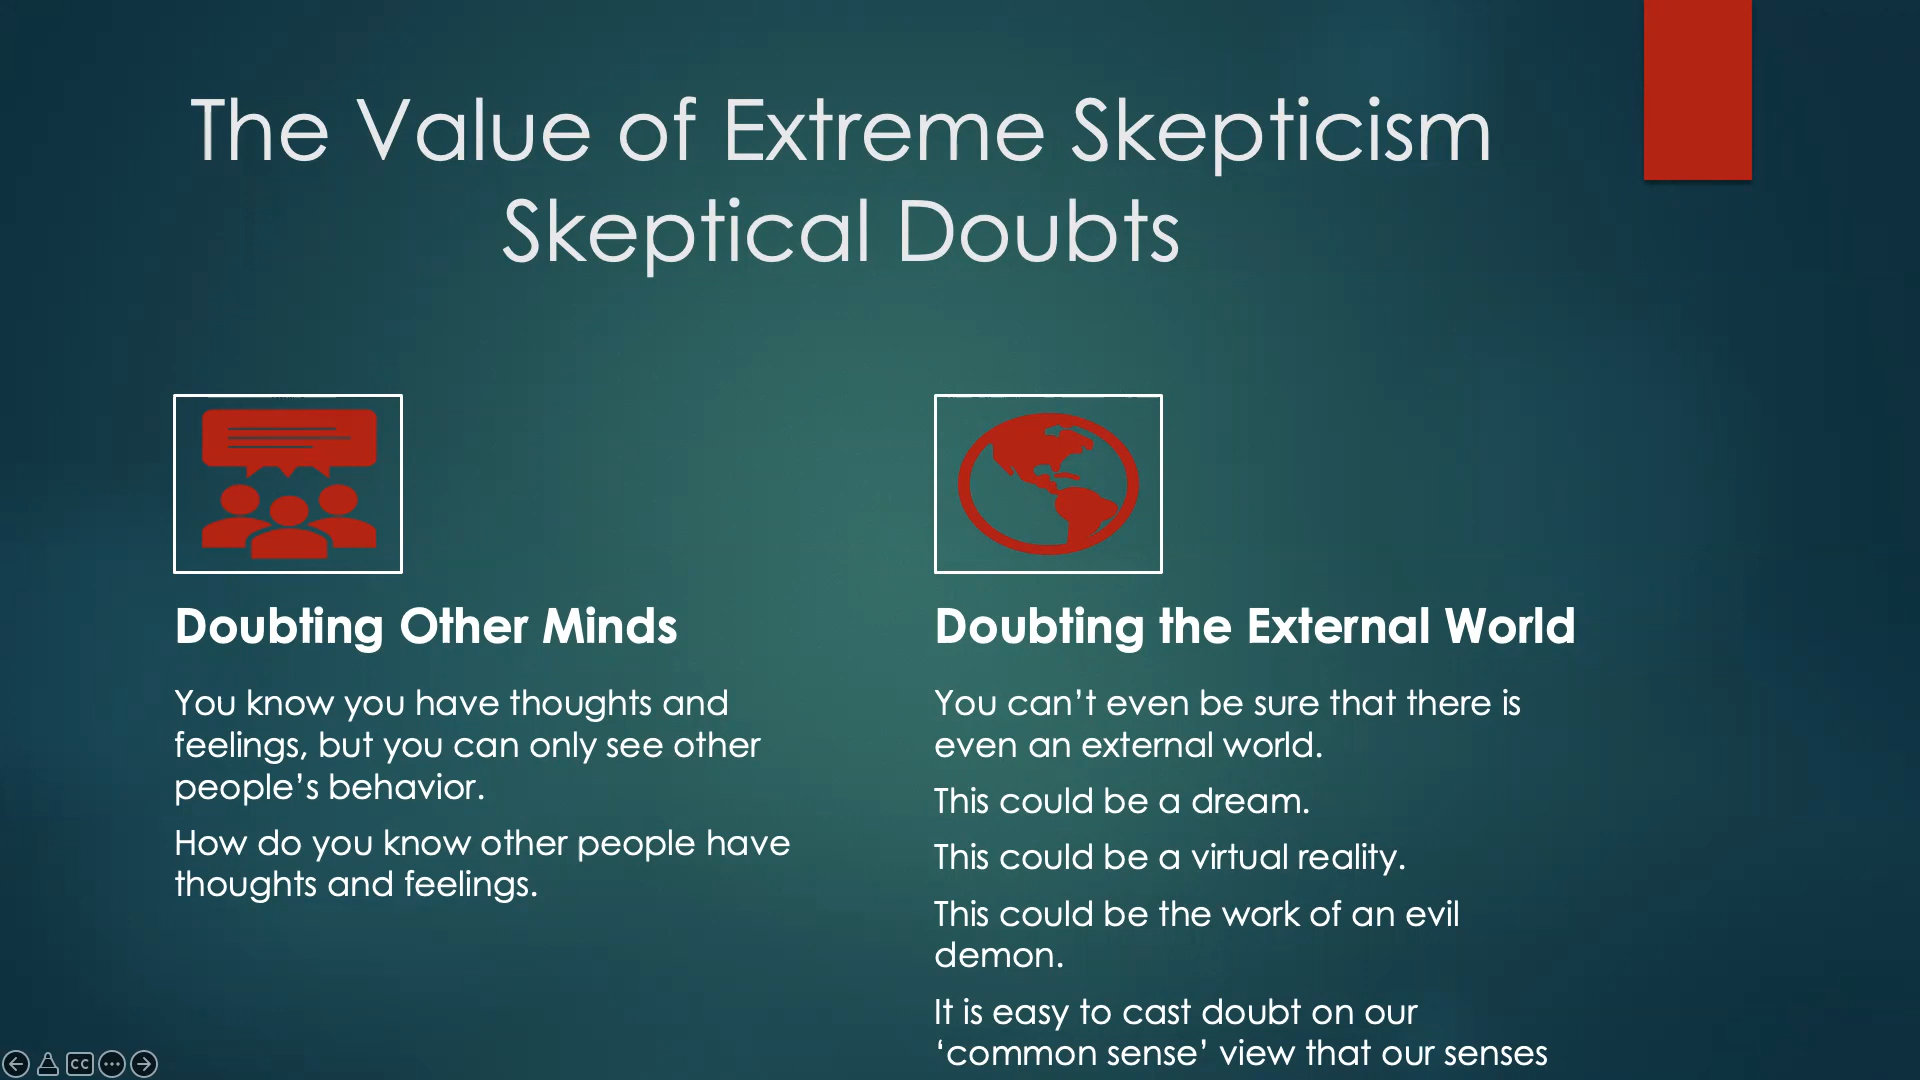 The Value of Extreme Skepticism
Skeptical Doubts
Doubting Other Minds
You know you have thoughts and
feelings, but you can only see other
people’s behavior.
How do you know other people have
thoughts and feelings.
Doubting the External World
You can’t even be sure that there is
even an external world.
This could be a dream.
This could be a virtual reality.
This could be the work of an evil
demon.
It is easy to cast doubt on our
‘common sense’ view that our senses
CC